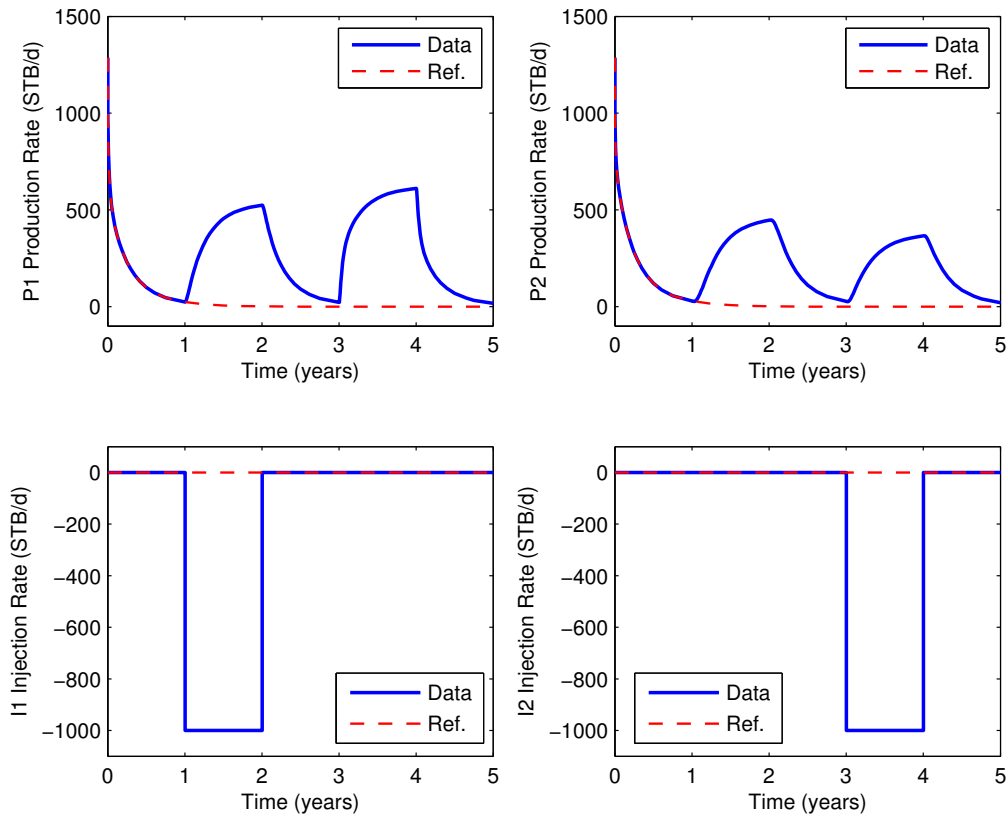 P1 Production Rate (STB/d)
1500
1000
500
0
Data
Ref.
0 1 2 3 4 5
Time (years)
P2 Production Rate (STB/d)
1500
1000
500
0
Data
Ref.
0 1 2 3 4 5
Time (years)
I1 Injection Rate (STB/d)
0
−200
−400
−600
−800
−1000
Data
Ref.
0 1 2 3 4 5
Time (years)
I2 Injection Rate (STB/d)
0
−200
−400
−600
−800
−1000
Data
Ref.
0 1 2 3 4 5
Time (years)